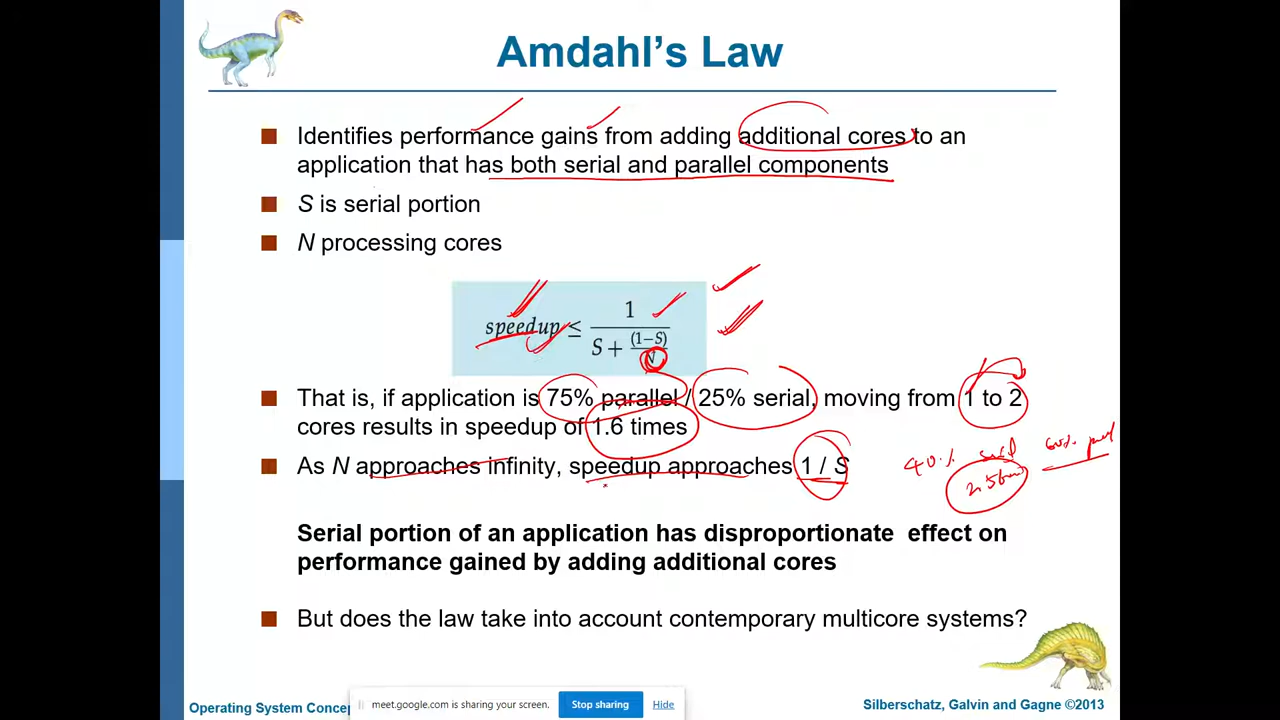 Amdahl's Law
■ Identifies performance gains from adding additional cores to an
application that has both serial and parallel components
■ S is serial portion
■ N processing cores
speedup ≤ 1 / (S + (1−S)/N)
■ That is, if application is 75% parallel / 25% serial, moving from 1 to 2
cores results in speedup of 1.6 times
■ As N approaches infinity, speedup approaches 1 / S
40%
Serial portion of an application has disproportionate effect on
performance gained by adding additional cores
■ But does the law take into account contemporary multicore systems?
Operating System Concep
meet.google.com is sharing your screen.
Stop sharing
Hide
Silberschatz, Galvin and Gagne ©2013